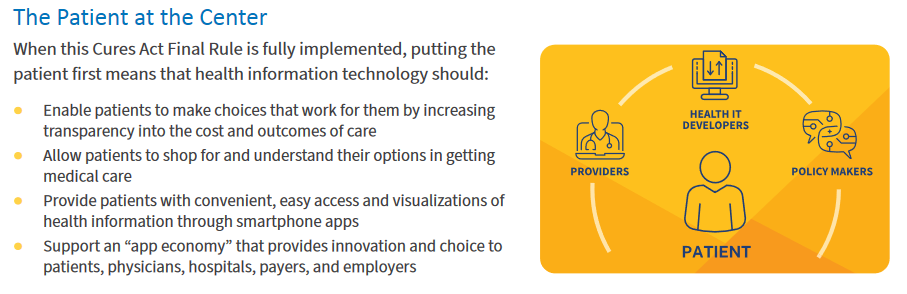 The Patient at the Center
When this Cures Act Final Rule is fully implemented, putting the
patient first means that health information technology should:
Enable patients to make choices that work for them by increasing
transparency into the cost and outcomes of care
Allow patients to shop for and understand their options in getting
medical care
Provide patients with convenient, easy access and visualizations of
health information through smartphone apps
Support an “app economy” that provides innovation and choice to
patients, physicians, hospitals, payers, and employers
HEALTH IT
DEVELOPERS
PROVIDERS
POLICY MAKERS
PATIENT